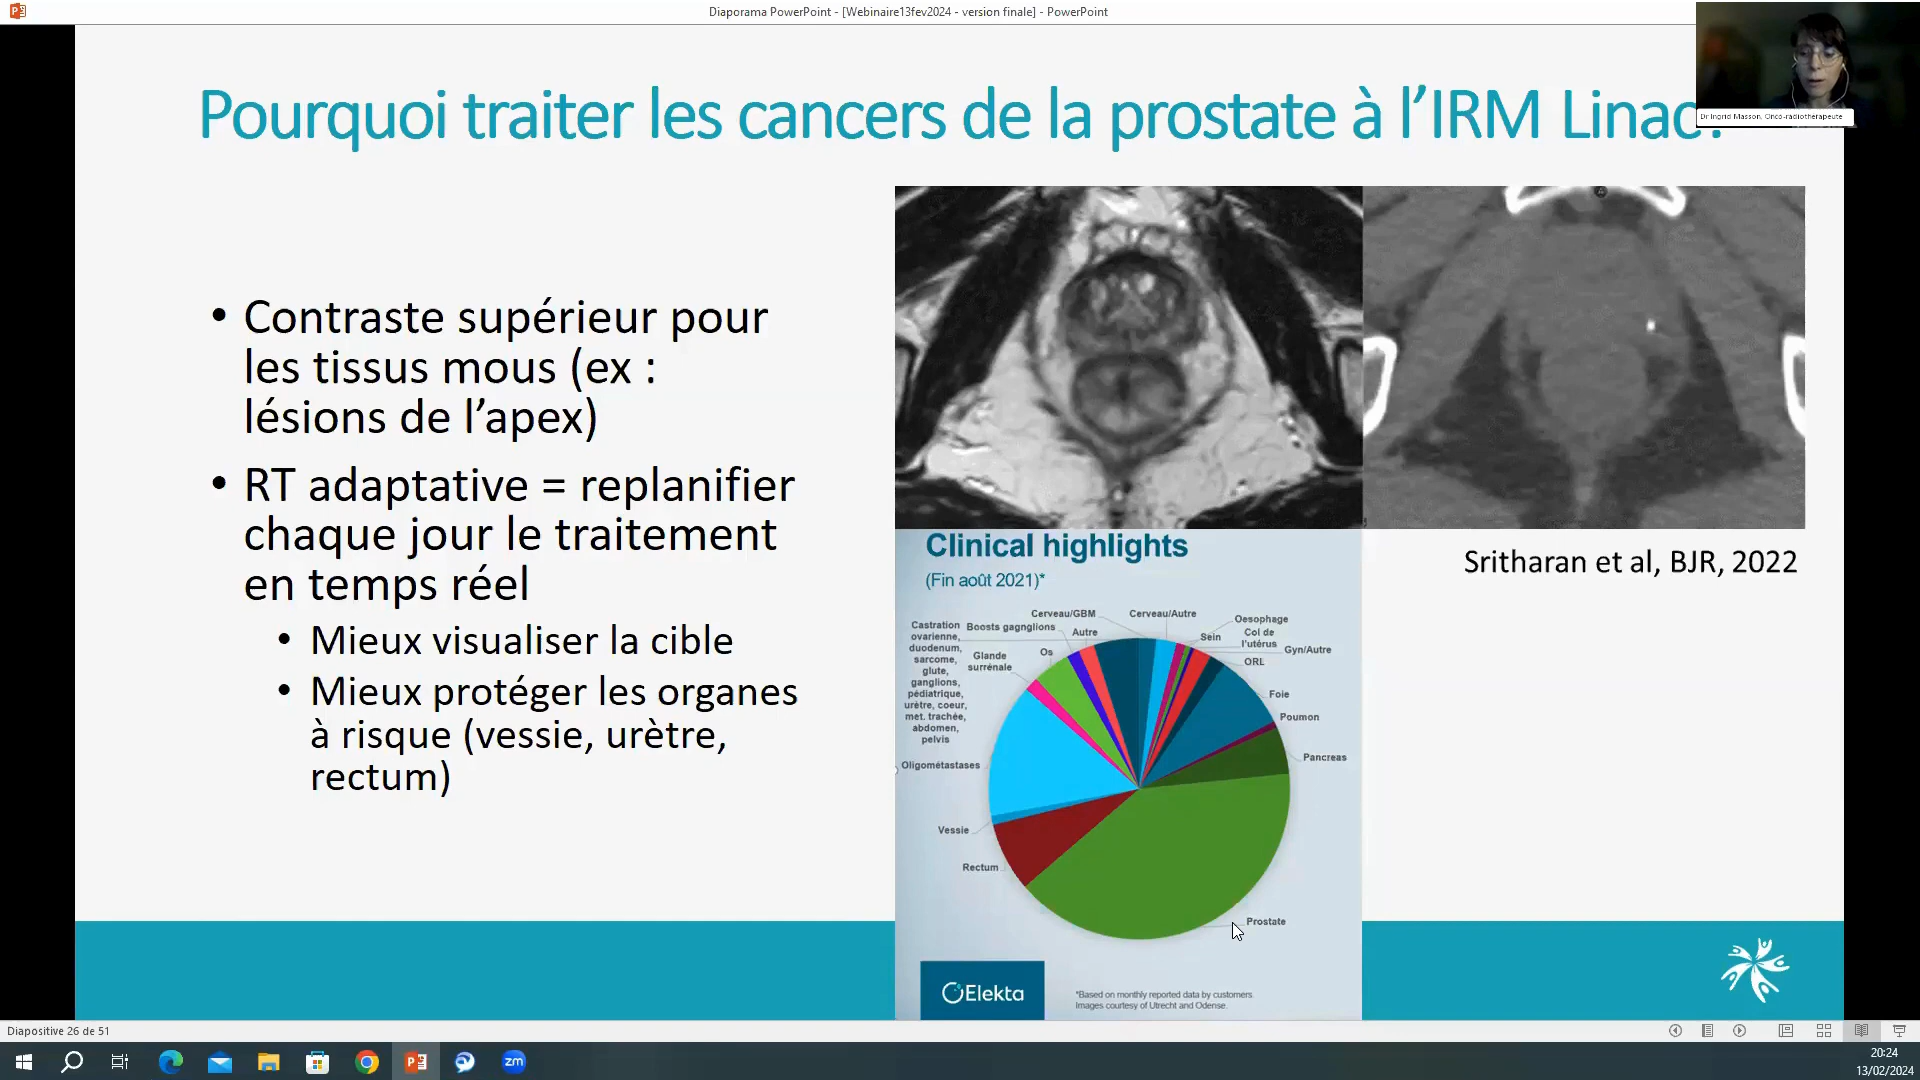 Diaporama PowerPoint - [Webinaire13fev2024 - version finale] - PowerPoint
Dr Ingrid Masson, Onco-radiothérapeute
Pourquoi traiter les cancers de la prostate à l’IRM Linac?
• Contraste supérieur pour
les tissus mous (ex :
lésions de l’apex)
• RT adaptative = replanifier
chaque jour le traitement
en temps réel
• Mieux visualiser la cible
• Mieux protéger les organes
à risque (vessie, urètre,
rectum)
Sritharan et al, BJR, 2022
Clinical highlights
(Fin août 2021)*
Castration
ovarienne,
duodenum,
sarcome,
glute,
ganglions,
pédiatrique,
urètre, coeur,
met. trachée,
abdomen,
pelvis
Boosts gagnglions
Cerveau/GBM
Autre
Os
Glande
surrénale
Cerveau/Autre
Sein
Oesophage
Col de
l'utérus
Gyn/Autre
ORL
Foie
Poumon
Pancreas
Oligométastases
Vessie
Rectum
Prostate
Elekta
*Based on monthly reported data by customers.
Images courtesy of Utrecht and Odense.
Diapositive 26 de 51
zm
20:24
13/02/2024